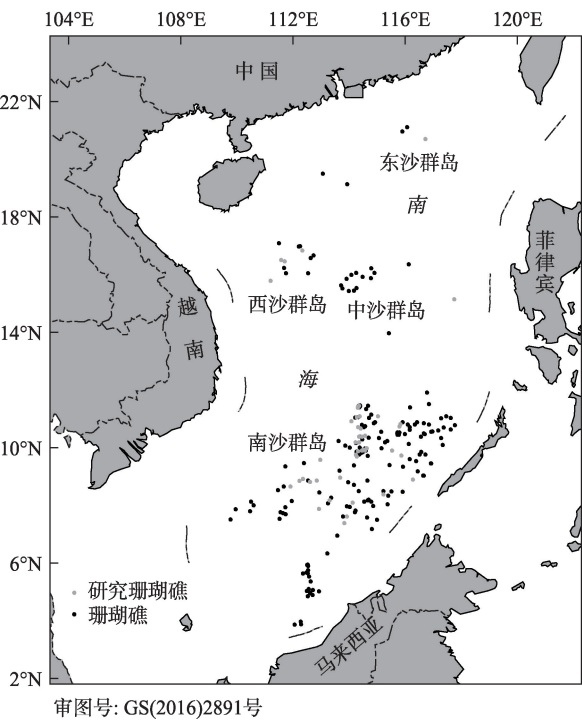 104°E 108°E 112°E 116°E 120°E
中国
22°N
东沙群岛
18°N
南
菲律宾
西沙群岛 中沙群岛
越南
14°N
海
南沙群岛
10°N
6°N
研究珊瑚礁
珊瑚礁
马来西亚
2°N
审图号: GS(2016)2891号